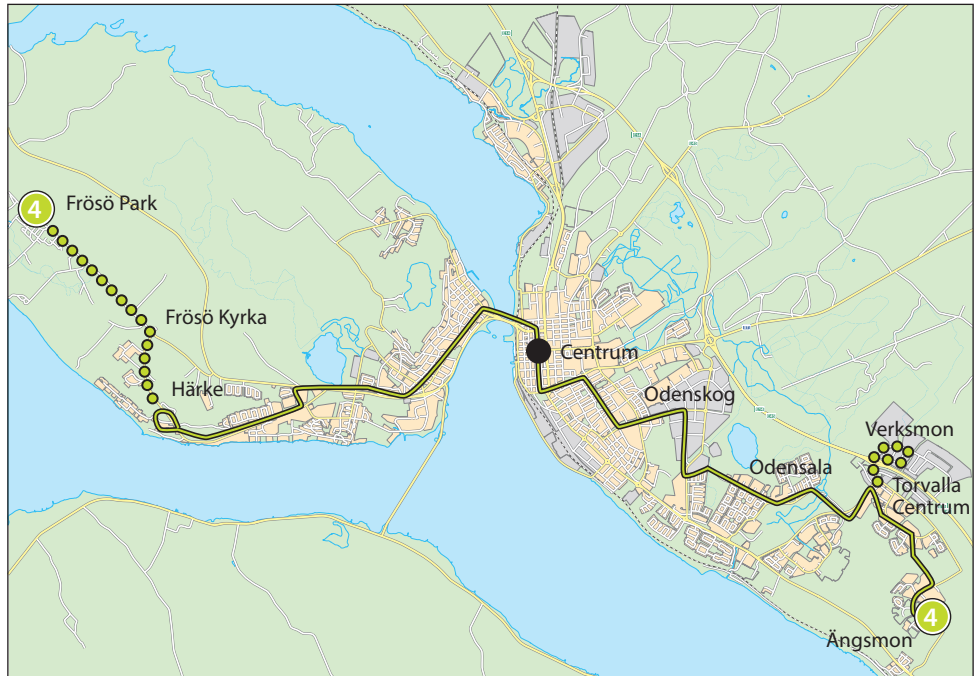 4
Frösö Park
Frösö Kyrka
Härke
Centrum
Odenskog
Verksmon
Odensala
Torvalla
Centrum
4
Ängsmon